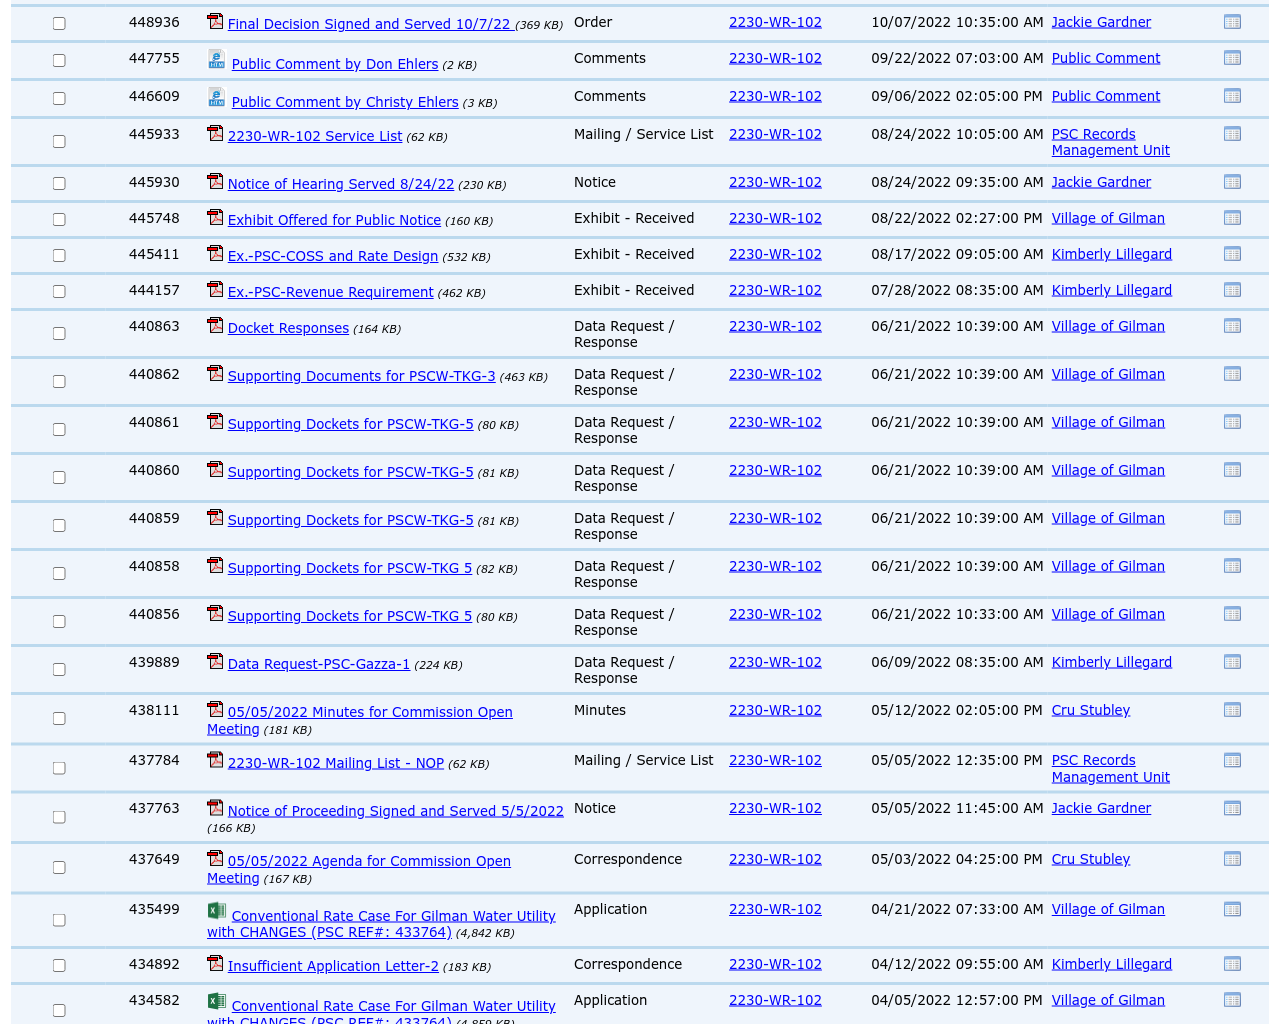 448936 Final Decision Signed and Served 10/7/22 (369 KB) Order 2230-WR-102 10/07/2022 10:35:00 AM Jackie Gardner
447755 Public Comment by Don Ehlers (2 KB) Comments 2230-WR-102 09/22/2022 07:03:00 AM Public Comment
446609 Public Comment by Christy Ehlers (3 KB) Comments 2230-WR-102 09/06/2022 02:05:00 PM Public Comment
445933 2230-WR-102 Service List (62 KB) Mailing / Service List 2230-WR-102 08/24/2022 10:05:00 AM PSC Records
Management Unit
445930 Notice of Hearing Served 8/24/22 (230 KB) Notice 2230-WR-102 08/24/2022 09:35:00 AM Jackie Gardner
445748 Exhibit Offered for Public Notice (160 KB) Exhibit - Received 2230-WR-102 08/22/2022 02:27:00 PM Village of Gilman
445411 Ex.-PSC-COSS and Rate Design (532 KB) Exhibit - Received 2230-WR-102 08/17/2022 09:05:00 AM Kimberly Lillegard
444157 Ex.-PSC-Revenue Requirement (462 KB) Exhibit - Received 2230-WR-102 07/28/2022 08:35:00 AM Kimberly Lillegard
440863 Docket Responses (164 KB) Data Request / 2230-WR-102 06/21/2022 10:39:00 AM Village of Gilman
Response
440862 Supporting Documents for PSCW-TKG-3 (463 KB) Data Request / 2230-WR-102 06/21/2022 10:39:00 AM Village of Gilman
Response
440861 Supporting Dockets for PSCW-TKG-5 (80 KB) Data Request / 2230-WR-102 06/21/2022 10:39:00 AM Village of Gilman
Response
440860 Supporting Dockets for PSCW-TKG-5 (81 KB) Data Request / 2230-WR-102 06/21/2022 10:39:00 AM Village of Gilman
Response
440859 Supporting Dockets for PSCW-TKG-5 (81 KB) Data Request / 2230-WR-102 06/21/2022 10:39:00 AM Village of Gilman
Response
440858 Supporting Dockets for PSCW-TKG 5 (82 KB) Data Request / 2230-WR-102 06/21/2022 10:39:00 AM Village of Gilman
Response
440856 Supporting Dockets for PSCW-TKG 5 (80 KB) Data Request / 2230-WR-102 06/21/2022 10:33:00 AM Village of Gilman
Response
439889 Data Request-PSC-Gazza-1 (224 KB) Data Request / 2230-WR-102 06/09/2022 08:35:00 AM Kimberly Lillegard
Response
438111 05/05/2022 Minutes for Commission Open Minutes 2230-WR-102 05/12/2022 02:05:00 PM Cru Stubley
Meeting (181 KB)
437784 2230-WR-102 Mailing List - NOP (62 KB) Mailing / Service List 2230-WR-102 05/05/2022 12:35:00 PM PSC Records
Management Unit
437763 Notice of Proceeding Signed and Served 5/5/2022 Notice 2230-WR-102 05/05/2022 11:45:00 AM Jackie Gardner
(166 KB)
437649 05/05/2022 Agenda for Commission Open Correspondence 2230-WR-102 05/03/2022 04:25:00 PM Cru Stubley
Meeting (167 KB)
435499 Conventional Rate Case For Gilman Water Utility Application 2230-WR-102 04/21/2022 07:33:00 AM Village of Gilman
with CHANGES (PSC REF#: 433764) (4,842 KB)
434892 Insufficient Application Letter-2 (183 KB) Correspondence 2230-WR-102 04/12/2022 09:55:00 AM Kimberly Lillegard
434582 Conventional Rate Case For Gilman Water Utility Application 2230-WR-102 04/05/2022 12:57:00 PM Village of Gilman
with CHANGES (PSC REF#: 433764) (4,859 KB)